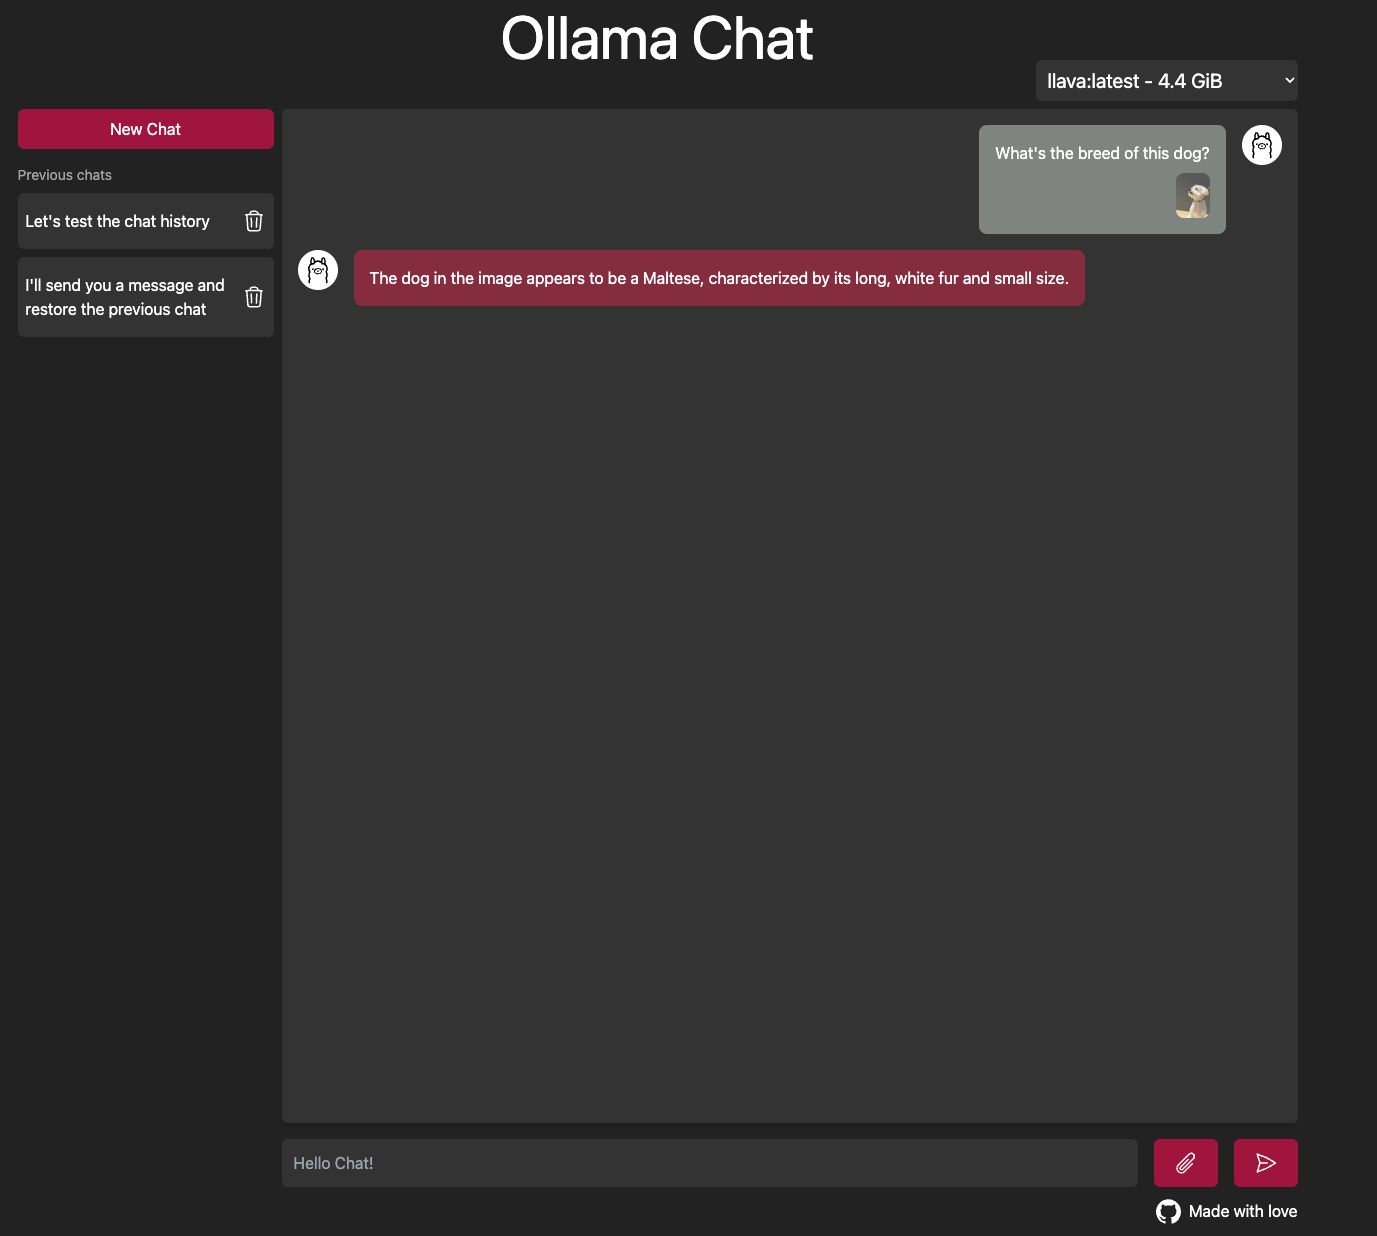 Ollama Chat
llava:latest - 4.4 GiB
New Chat
Previous chats
Let's test the chat history
I'll send you a message and
restore the previous chat
What's the breed of this dog?
The dog in the image appears to be a Maltese, characterized by its long, white fur and small size.
Hello Chat!
Made with love